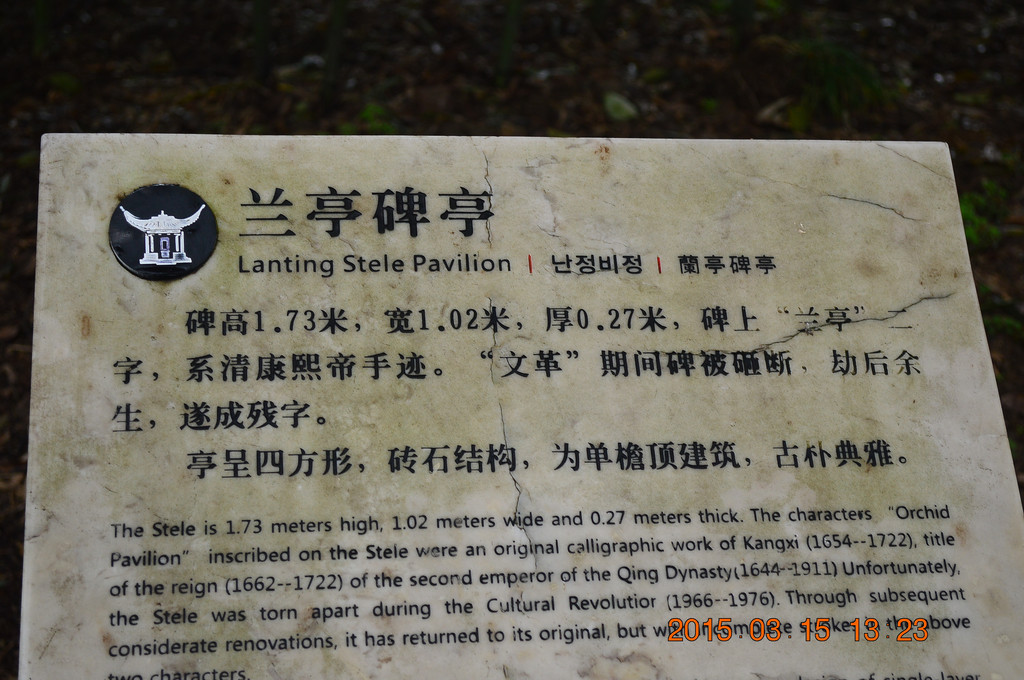 兰亭碑亭
Lanting Stele Pavilion | 난정비정 | 蘭亭碑亭
碑高1.73米，宽1.02米，厚0.27米，碑上“兰亭”二
字，系清康熙帝手迹。“文革”期间碑被砸断，劫后余
生，遂成残字。
亭呈四方形，砖石结构，为单檐顶建筑，古朴典雅。
The Stele is 1.73 meters high, 1.02 meters wide and 0.27 meters thick. The characters “Orchid
Pavilion” inscribed on the Stele were an original calligraphic work of Kangxi (1654--1722), title
of the reign (1662--1722) of the second emperor of the Qing Dynasty(1644--1911) Unfortunately,
the Stele was torn apart during the Cultural Revolution (1966--1976). Through subsequent
considerate renovations, it has returned to its original, but with some strikes the above
two characters.
of single-layer
2015 03 15 13 23